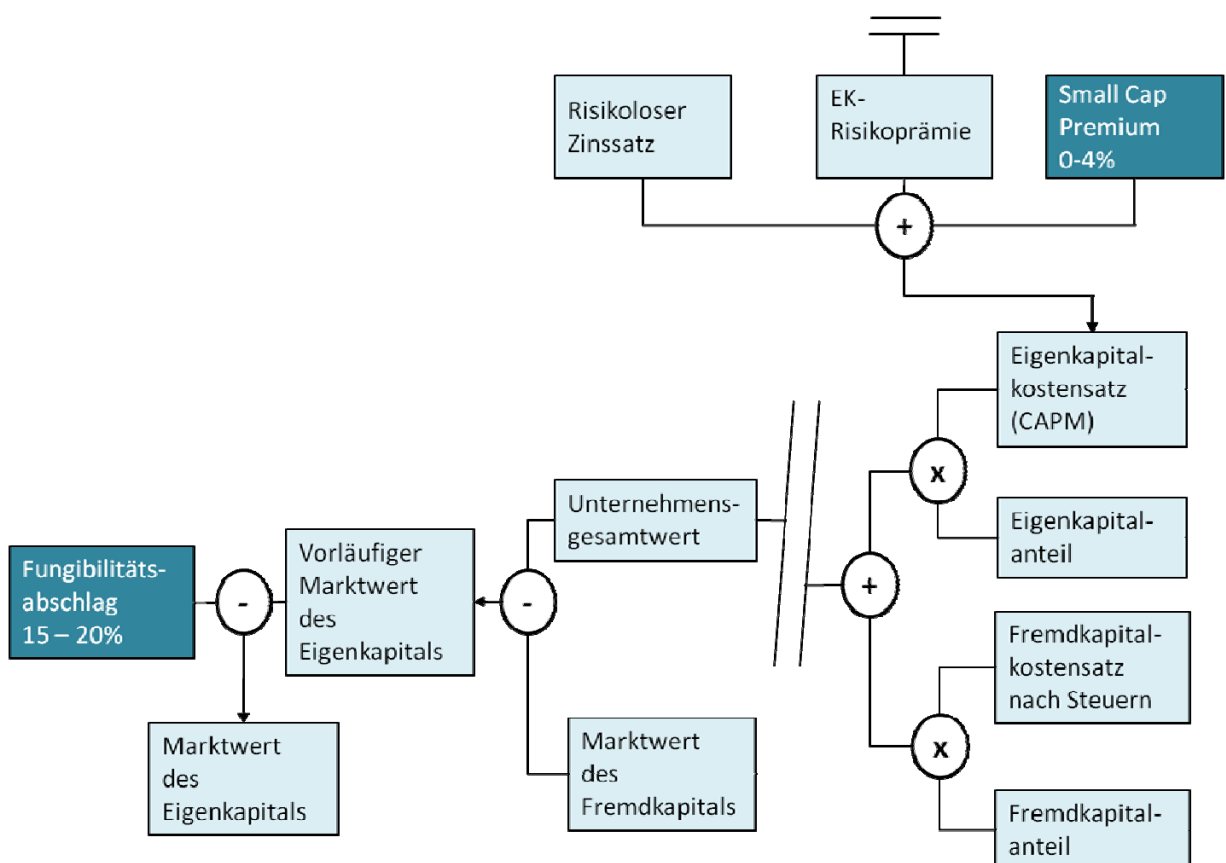 Risikoloser
Zinssatz
EK-
Risikoprämie
Small Cap
Premium
0-4%
+
Eigenkapital-
kostensatz
(CAPM)
x
Eigenkapital-
anteil
Unternehmens-
gesamtwert
+
Fungibilitäts-
abschlag
15 – 20%
-
Vorläufiger
Marktwert
des
Eigenkapitals
-
Fremdkapital-
kostensatz
nach Steuern
x
Fremdkapital-
anteil
Marktwert
des
Eigenkapitals
Marktwert
des
Fremdkapitals